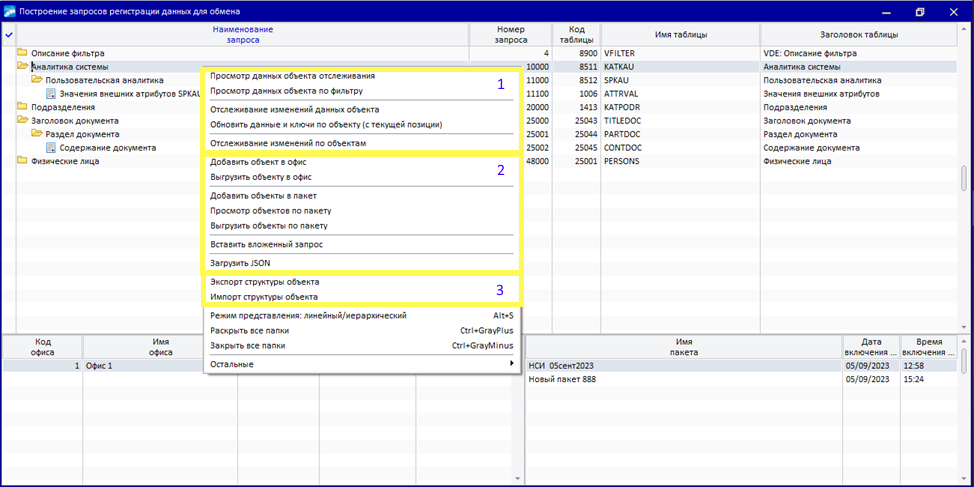 Построение запросов регистрации данных для обмена
Наименование запроса Номер запроса Код таблицы Имя таблицы Заголовок таблицы
Описание фильтра 4 8900 VFILTER VDE: Описание фильтра
Аналитика системы 10000 8511 KATKAU Аналитика системы
Пользовательская аналитика 11000 8512 SPKAU Пользовательская аналитика
Значения внешних атрибутов SPKAU 11100 1006 ATTRVAL Значения внешних атрибутов
Подразделения 20000 1413 KATPODR Подразделения
Заголовок документа 25000 25043 TITLEDOC Заголовок документа
Раздел документа 25001 25044 PARTDOC Раздел документа
Содержание документа 25002 25045 CONTDOC Содержание документа
Физические лица 48000 25001 PERSONS Физические лица
Просмотр данных объекта отслеживания
1
Просмотр данных объекта по фильтру
Отслеживание изменений данных объекта
Обновить данные и ключи по объекту (с текущей позиции)
Отслеживание изменений по объектам
Добавить объект в офис
2
Выгрузить объекту в офис
Добавить объекты в пакет
Просмотр объектов по пакету
Выгрузить объекты по пакету
Вставить вложенный запрос
Загрузить JSON
Экспорт структуры объекта
3
Импорт структуры объекта
Режим представления: линейный/иерархический Alt+S
Раскрыть все папки Ctrl+GrayPlus
Закрыть все папки Ctrl+GrayMinus
Остальные
Код офиса Имя офиса
1 Офис 1
Имя пакета Дата включения ... Время включения ...
НСИ 05сент2023 05/09/2023 12:58
Новый пакет 888 05/09/2023 15:24